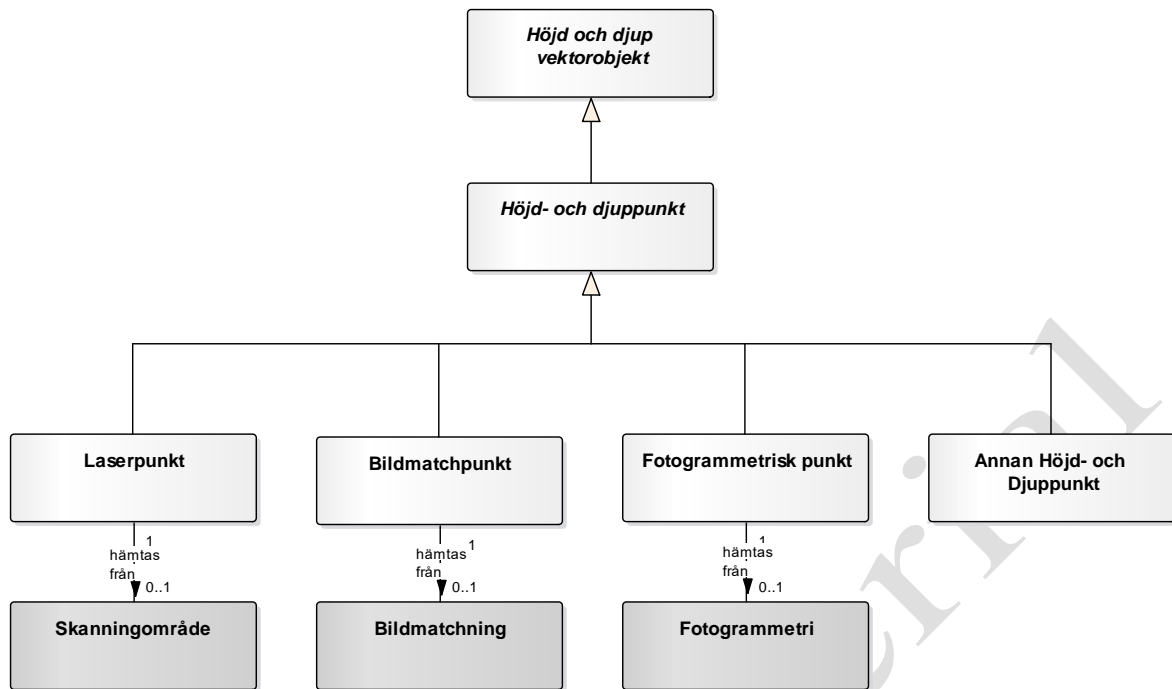 Höjd och djup
vektorobjekt
Höjd- och djuppunkt
Laserpunkt
Bildmatchpunkt
Fotogrammetrisk punkt
Annan Höjd- och
Djuppunkt
1
hämtas
från
0..1
1
hämtas
från
0..1
1
hämtas
från
0..1
Skanningområde
Bildmatchning
Fotogrammetri
erial